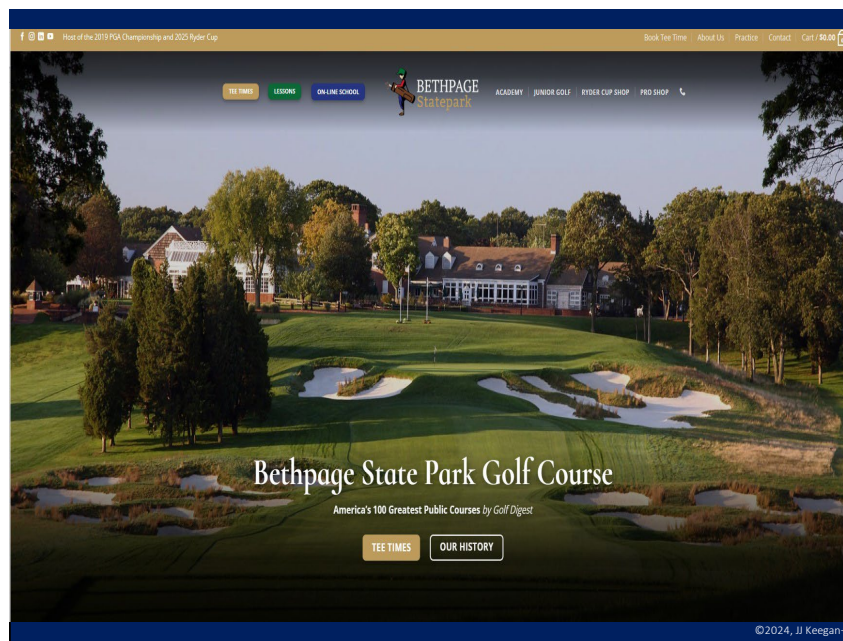 Host of the 2019 PGA Championship and 2025 Ryder Cup
Book Tee Time About Us Practice Contact Cart / $0.00
TEE TIMES LESSONS ON-LINE SCHOOL
BETHPAGE
Statepark
ACADEMY JUNIOR GOLF RYDER CUP SHOP PRO SHOP
Bethpage State Park Golf Course
America's 100 Greatest Public Courses by Golf Digest
TEE TIMES OUR HISTORY
©2024, JJ Keegan+